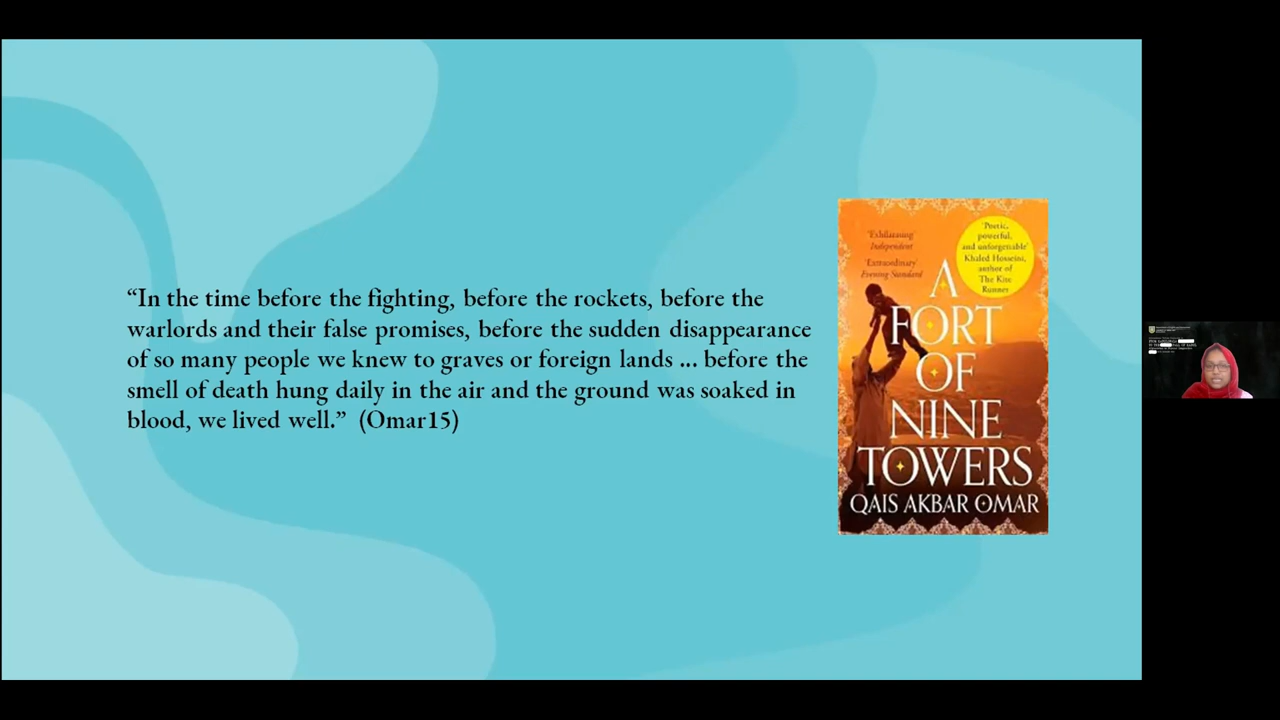 “In the time before the fighting, before the rockets, before the
warlords and their false promises, before the sudden disappearance
of so many people we knew to graves or foreign lands ... before the
smell of death hung daily in the air and the ground was soaked in
blood, we lived well.” (Omar15)
'Exhilarating'
Independent
'Extraordinary'
Evening Standard
'Poetic,
powerful,
and unforgettable'
Khaled Hosseini,
author of
The Kite
Runner
A
FORT
OF
NINE
TOWERS
QAIS AKBAR OMAR